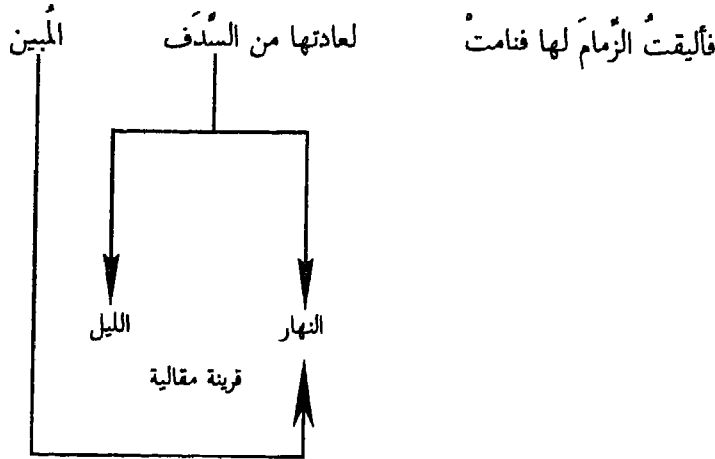 فأليقتُ الزِّمامَ لها فنامتْ لعادتها من السَّدَف المُبين
النهار الليل
قرينة مقالية